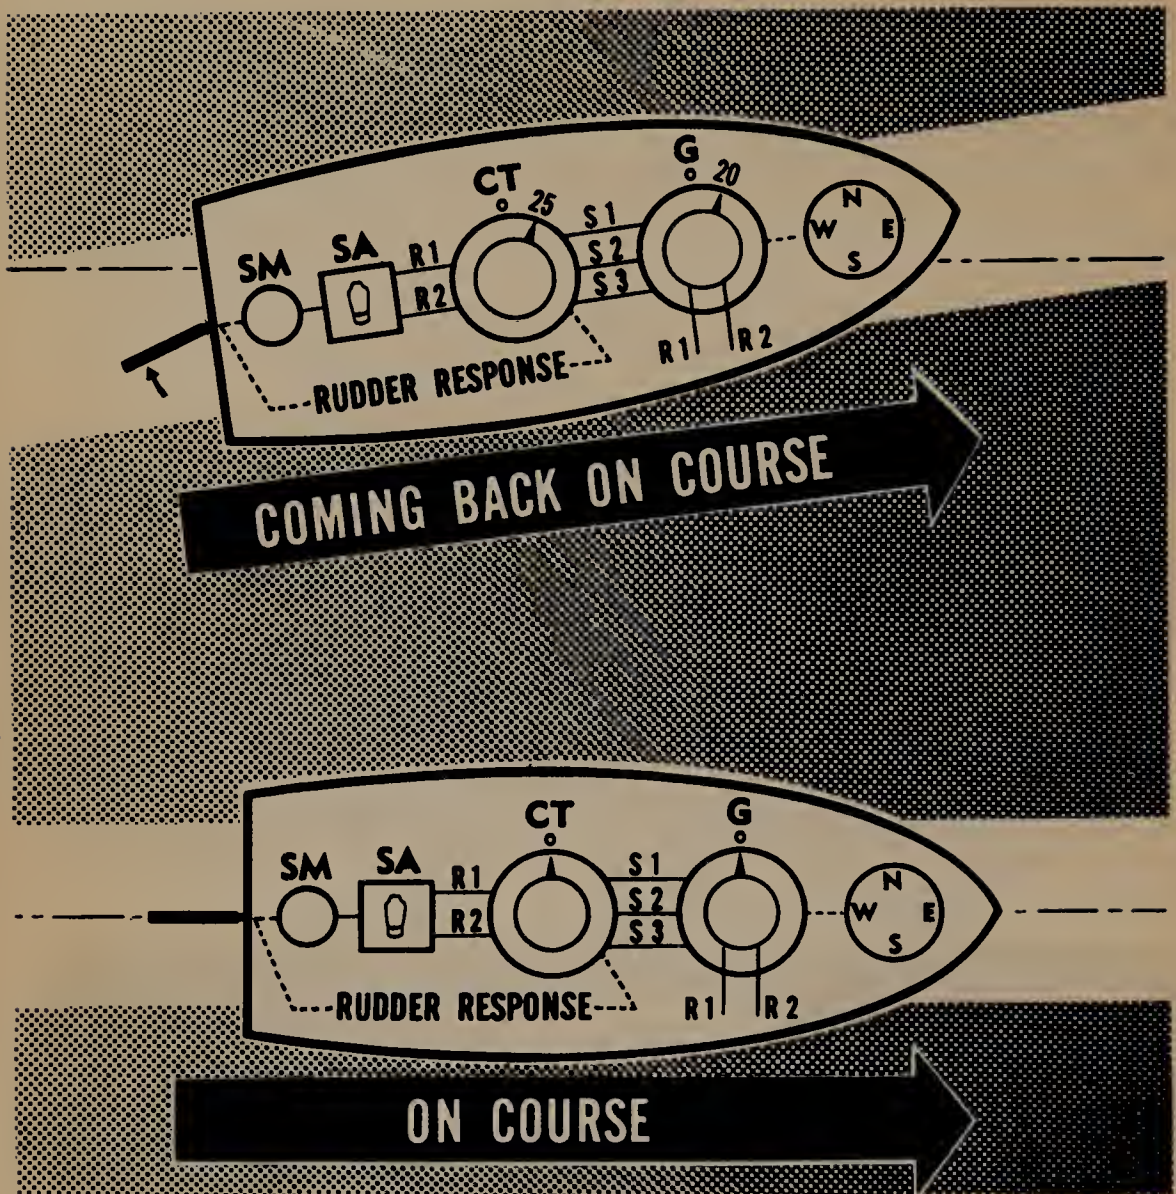 CT
G
25
20
S1
S2
S3
N
W E
S
SM
SA
R1
R2
RUDDER RESPONSE
R1 R2
COMING BACK ON COURSE
CT
G
SM
SA
R1
R2
S1
S2
S3
N
W E
S
RUDDER RESPONSE
R1 R2
ON COURSE